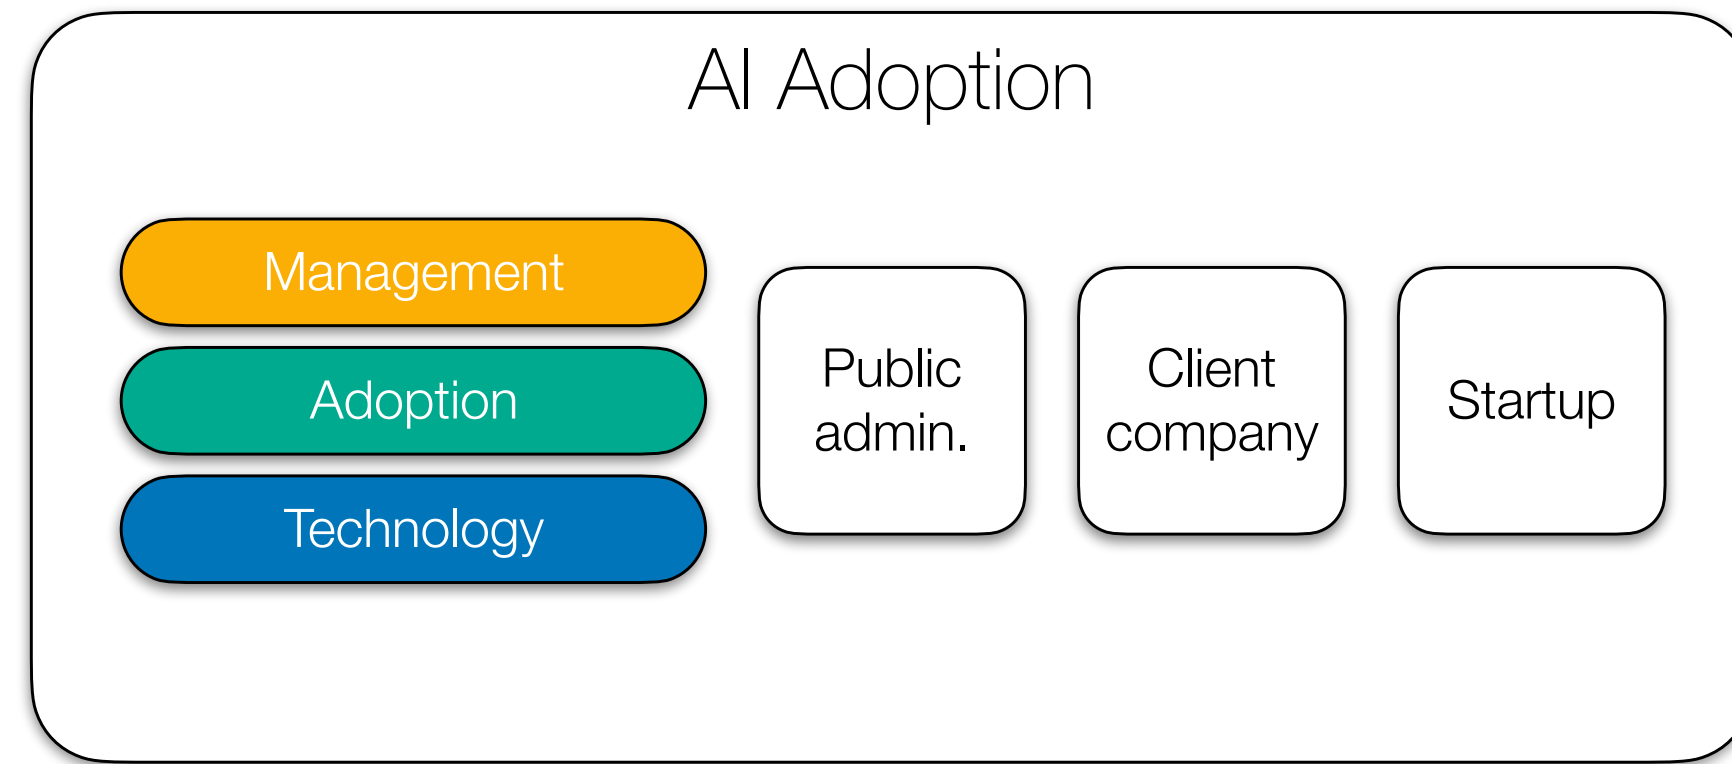 AI Adoption
Management
Adoption
Technology
Public
admin.
Client
company
Startup